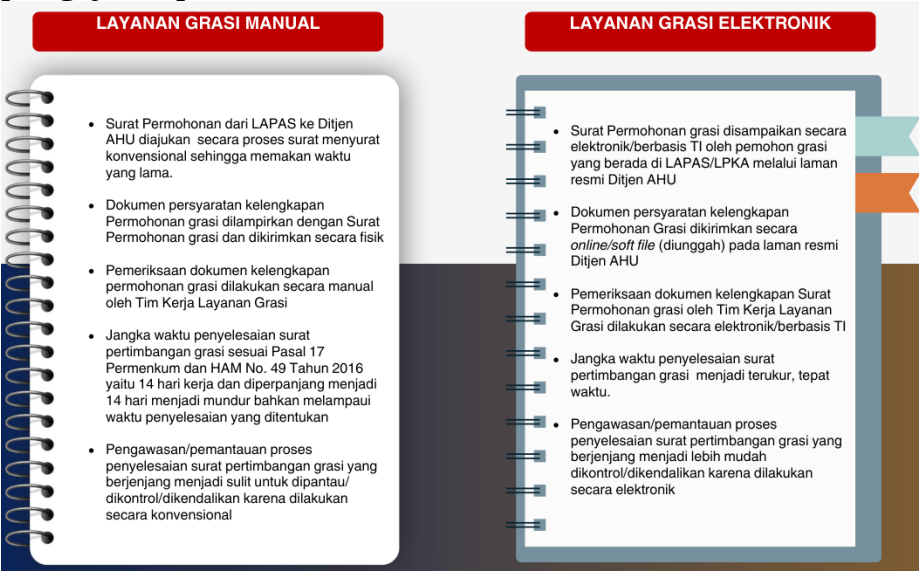 LAYANAN GRASI MANUAL
• Surat Permohonan dari LAPAS ke Ditjen
AHU diajukan secara proses surat menyurat
konvensional sehingga memakan waktu
yang lama.
• Dokumen persyaratan kelengkapan
Permohonan grasi dilampirkan dengan Surat
Permohonan grasi dan dikirimkan secara fisik
• Pemeriksaan dokumen kelengkapan
permohonan grasi dilakukan secara manual
oleh Tim Kerja Layanan Grasi
• Jangka waktu penyelesaian surat
pertimbangan grasi sesuai Pasal 17
Permenkum dan HAM No. 49 Tahun 2016
yaitu 14 hari kerja dan diperpanjang menjadi
14 hari menjadi mundur bahkan melampaui
waktu penyelesaian yang ditentukan
• Pengawasan/pemantauan proses
penyelesaian surat pertimbangan grasi yang
berjenjang menjadi sulit untuk dipantau/
dikontrol/dikendalikan karena dilakukan
secara konvensional
LAYANAN GRASI ELEKTRONIK
• Surat Permohonan grasi disampaikan secara
elektronik/berbasis TI oleh pemohon grasi
yang berada di LAPAS/LPKA melalui laman
resmi Ditjen AHU
• Dokumen persyaratan kelengkapan
Permohonan Grasi dikirimkan secara
online/soft file (diunggah) pada laman resmi
Ditjen AHU
• Pemeriksaan dokumen kelengkapan Surat
Permohonan grasi oleh Tim Kerja Layanan
Grasi dilakukan secara elektronik/berbasis TI
• Jangka waktu penyelesaian surat
pertimbangan grasi menjadi terukur, tepat
waktu.
• Pengawasan/pemantauan proses
penyelesaian surat pertimbangan grasi yang
berjenjang menjadi lebih mudah
dikontrol/dikendalikan karena dilakukan
secara elektronik